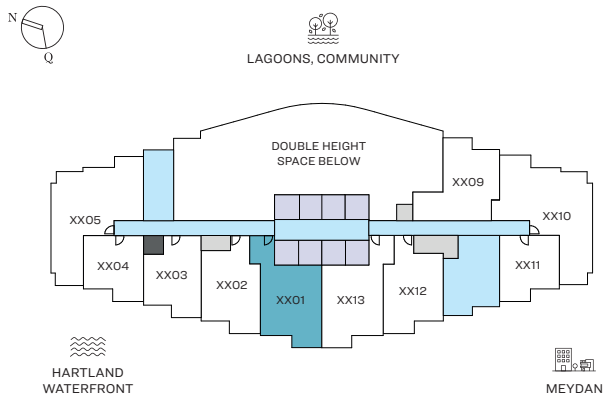 N
Q
LAGOONS, COMMUNITY
DOUBLE HEIGHT
SPACE BELOW
XX09
XX05
XX10
XX04
XX03
XX02
XX01
XX13
XX12
XX11
HARTLAND
WATERFRONT
MEYDAN